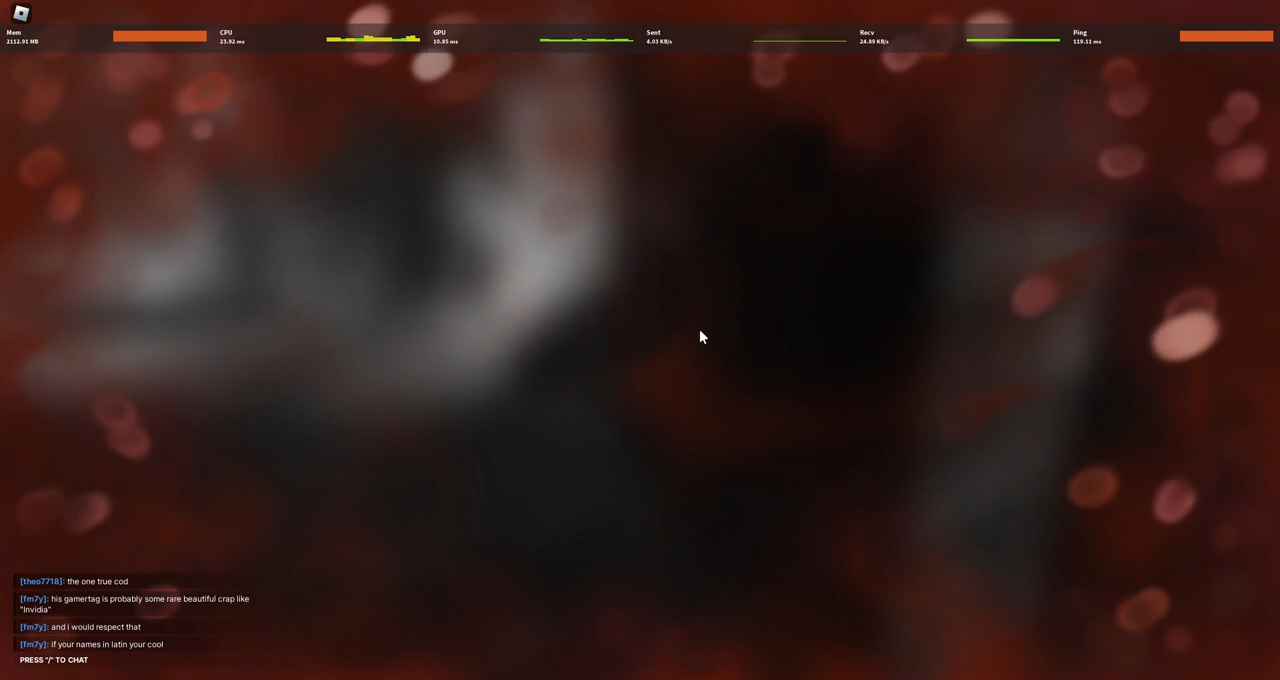 Mem CPU GPU Sent Recv Ping
2112.91 MB 23.92 ms 10.85 ms 4.03 KB/s 24.89 KB/s 119.11 ms
[theo7718]: the one true cod
[fm7y]: his gamertag is probably some rare beautiful crap like
"Invidia"
[fm7y]: and i would respect that
[fm7y]: if your names in latin your cool
PRESS "/" TO CHAT